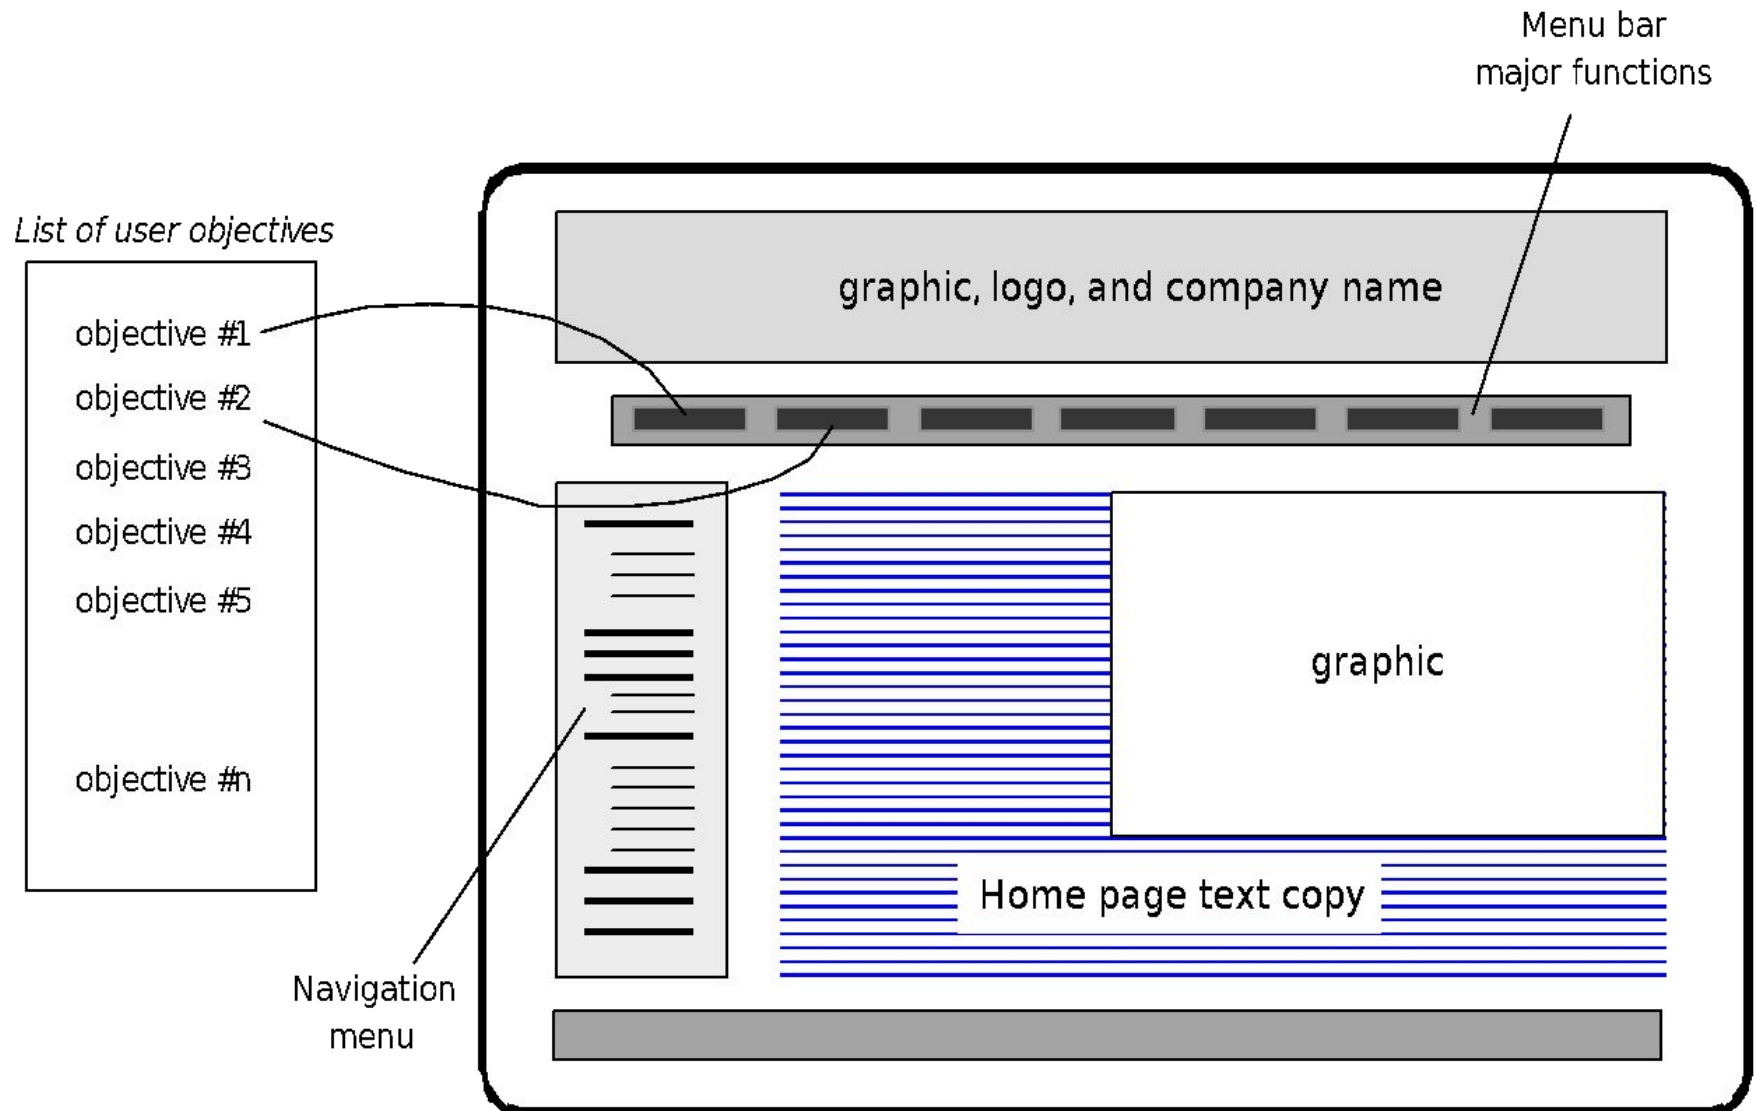 Menu bar
major functions
List of user objectives
graphic, logo, and company name
objective #1
objective #2
objective #3
objective #4
objective #5
graphic
objective #n
Home page text copy
Navigation
menu